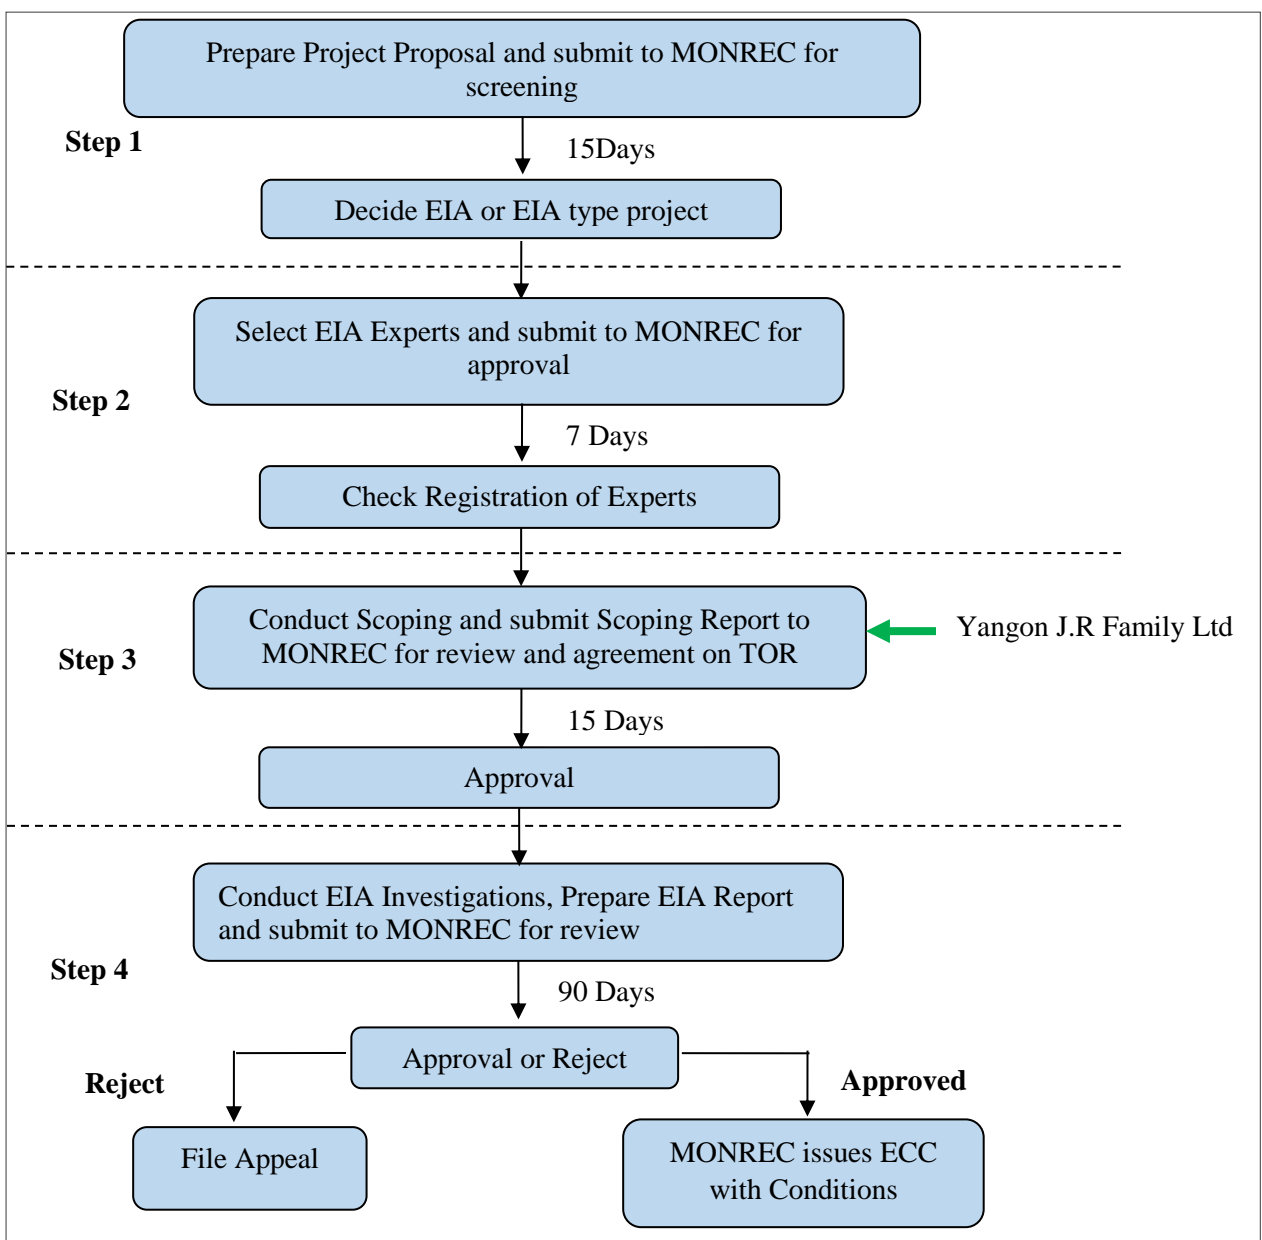 Prepare Project Proposal and submit to MONREC for
screening
Step 1
15Days
Decide EIA or EIA type project
Select EIA Experts and submit to MONREC for
approval
Step 2
7 Days
Check Registration of Experts
Conduct Scoping and submit Scoping Report to
MONREC for review and agreement on TOR
Yangon J.R Family Ltd
Step 3
15 Days
Approval
Conduct EIA Investigations, Prepare EIA Report
and submit to MONREC for review
Step 4
90 Days
Approval or Reject
Reject
Approved
File Appeal
MONREC issues ECC
with Conditions